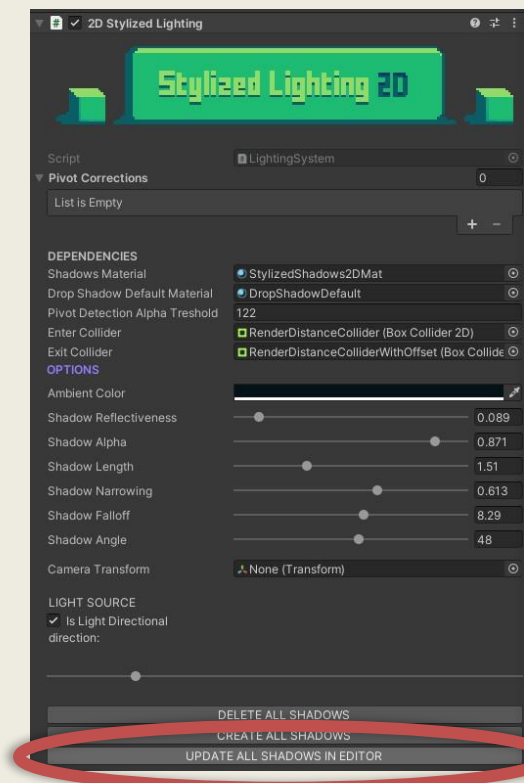 2D Stylized Lighting
Stylized Lighting 2D
Script LightingSystem
Pivot Corrections 0
List is Empty
+ -
DEPENDENCIES
Shadows Material StylizedShadows2DMat
Drop Shadow Default Material DropShadowDefault
Pivot Detection Alpha Treshold 122
Enter Collider RenderDistanceCollider (Box Collider 2D)
Exit Collider RenderDistanceColliderWithOffset (Box Collide
OPTIONS
Ambient Color
Shadow Reflectiveness 0.089
Shadow Alpha 0.871
Shadow Length 1.51
Shadow Narrowing 0.613
Shadow Falloff 8.29
Shadow Angle 48
Camera Transform None (Transform)
LIGHT SOURCE
Is Light Directional
direction:
DELETE ALL SHADOWS
CREATE ALL SHADOWS
UPDATE ALL SHADOWS IN EDITOR